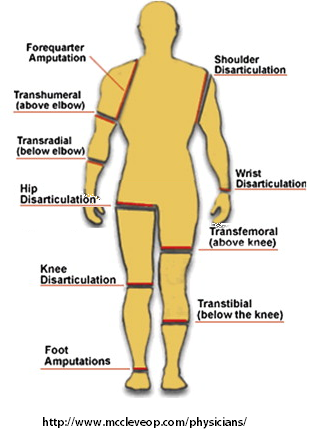 Forequarter
Amputation
Shoulder
Disarticulation
Transhumeral
(above elbow)
Transradial
(below elbow)
Wrist
Disarticulation
Hip
Disarticulation
Transfemoral
(above knee)
Knee
Disarticulation
Transtibial
(below the knee)
Foot
Amputations
http://www.mccleveop.com/physicians/